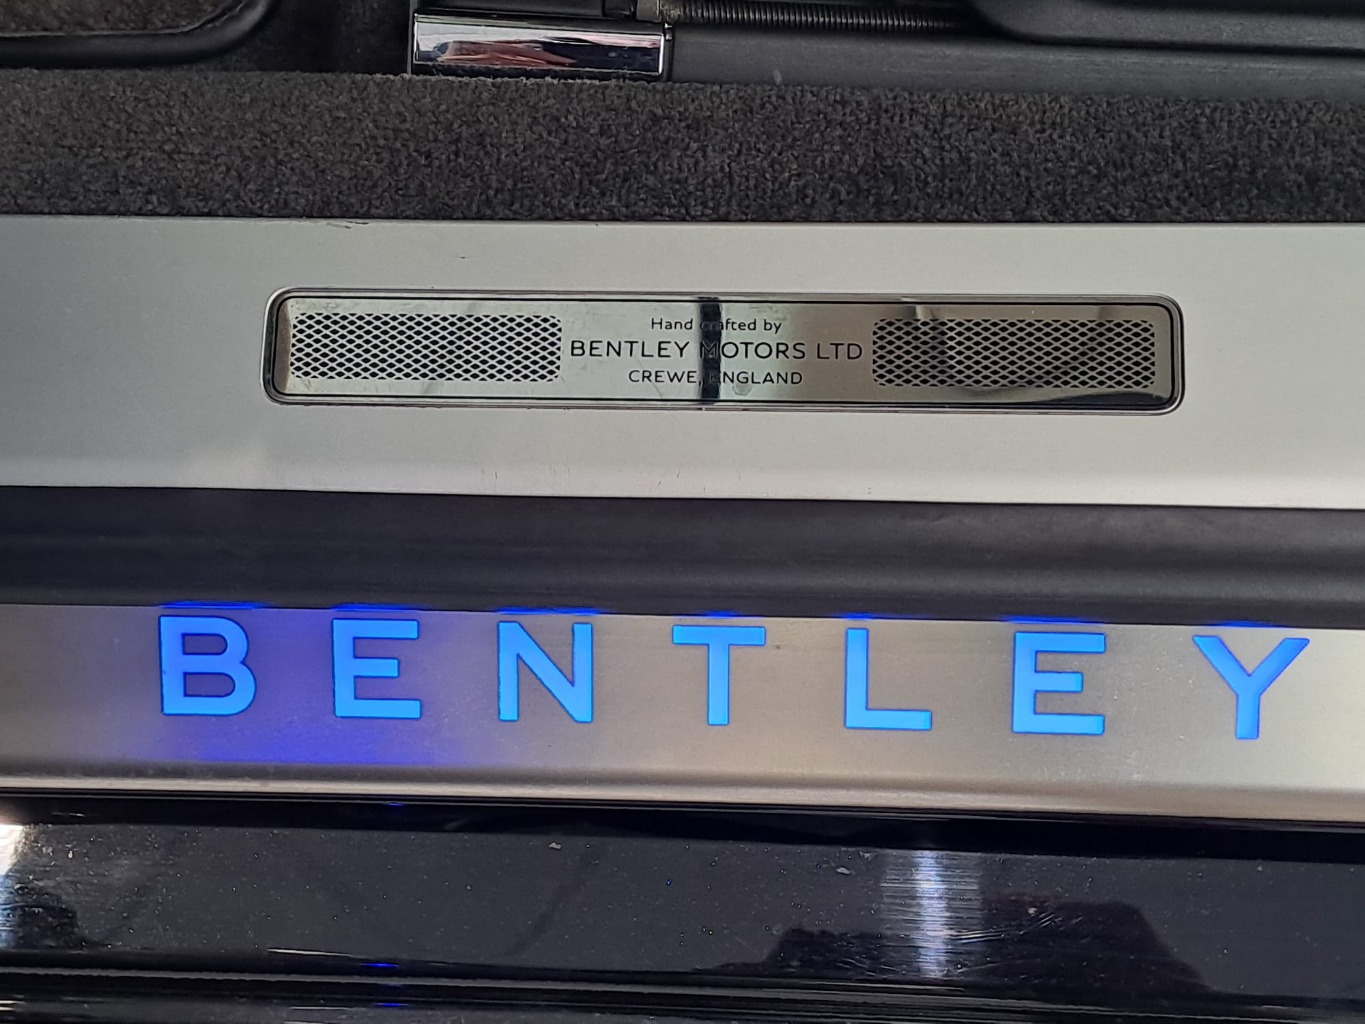 Hand crafted by
BENTLEY MOTORS LTD
CREWE, ENGLAND
BENTLEY